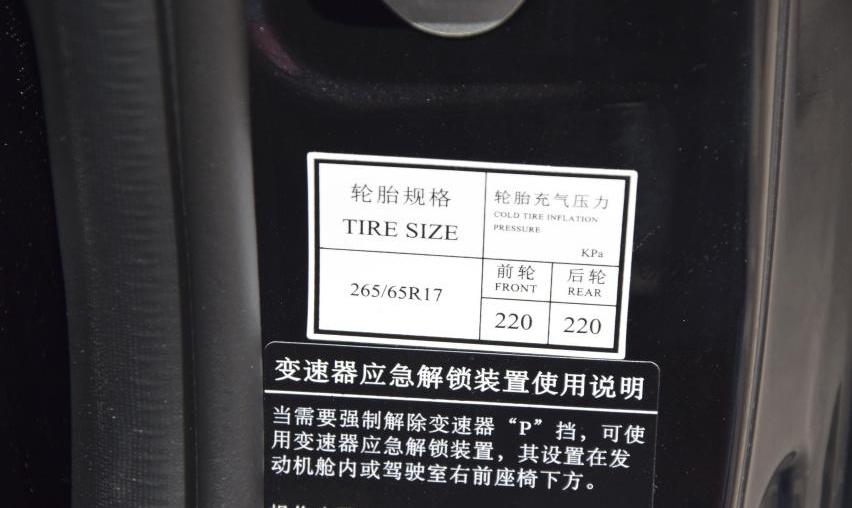 轮胎规格
TIRE SIZE
轮胎充气压力
COLD TIRE INFLATION
PRESSURE
KPa
265/65R17
前轮
FRONT
后轮
REAR
220
220
变速器应急解锁装置使用说明
当需要强制解除变速器“P”挡，可使
用变速器应急解锁装置，其设置在发
动机舱内或驾驶室右前座椅下方。